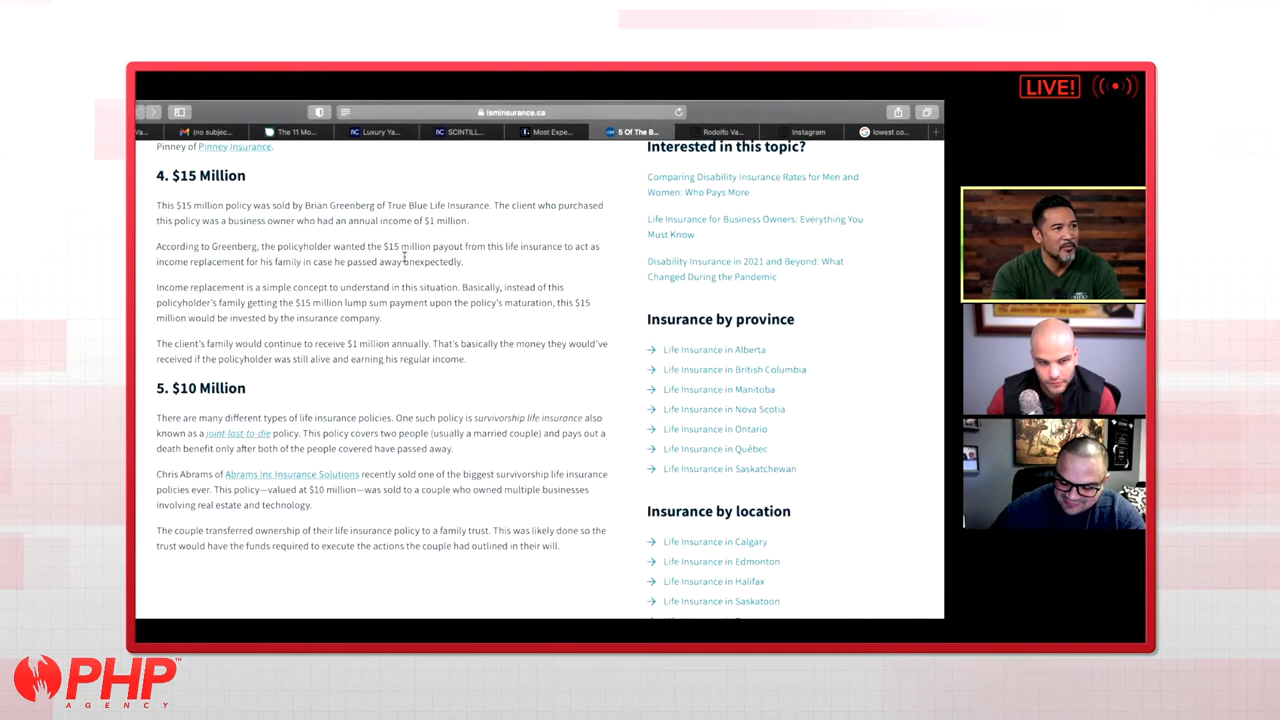 LIVE!
lsminsurance.ca
(no subjec...
The 11 Mo...
Luxury Ya...
SCINTILL...
Most Expe...
5 Of The B...
Rodolfo Va...
Instagram
lowest co...
Pinney of Pinney Insurance.
4. $15 Million
This $15 million policy was sold by Brian Greenberg of True Blue Life Insurance. The client who purchased
this policy was a business owner who had an annual income of $1 million.
According to Greenberg, the policyholder wanted the $15 million payout from this life insurance to act as
income replacement for his family in case he passed away unexpectedly.
Income replacement is a simple concept to understand in this situation. Basically, instead of this
policyholder's family getting the $15 million lump sum payment upon the policy's maturation, this $15
million would be invested by the insurance company.
The client's family would continue to receive $1 million annually. That's basically the money they would've
received if the policyholder was still alive and earning his regular income.
5. $10 Million
There are many different types of life insurance policies. One such policy is survivorship life insurance also
known as a joint-last-to-die policy. This policy covers two people (usually a married couple) and pays out a
death benefit only after both of the people covered have passed away.
Chris Abrams of Abrams inc Insurance Solutions recently sold one of the biggest survivorship life insurance
policies ever. This policy—valued at $10 million—was sold to a couple who owned multiple businesses
involving real estate and technology.
The couple transferred ownership of their life insurance policy to a family trust. This was likely done so the
trust would have the funds required to execute the actions the couple had outlined in their will.
Interested in this topic?
Comparing Disability Insurance Rates for Men and
Women: Who Pays More
Life Insurance for Business Owners: Everything You
Must Know
Disability Insurance in 2021 and Beyond: What
Changed During the Pandemic
Insurance by province
Life Insurance in Alberta
Life Insurance in British Columbia
Life Insurance in Manitoba
Life Insurance in Nova Scotia
Life Insurance in Ontario
Life Insurance in Québec
Life Insurance in Saskatchewan
Insurance by location
Life Insurance in Calgary
Life Insurance in Edmonton
Life Insurance in Halifax
Life Insurance in Saskatoon
PHP™
AGENCY